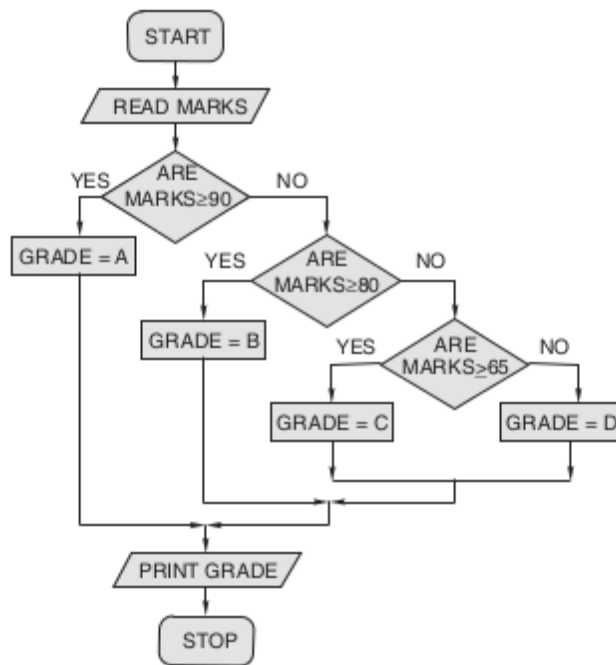 START
READ MARKS
ARE
MARKS≥90
YES
NO
GRADE = A
ARE
MARKS≥80
YES
NO
GRADE = B
ARE
MARKS≥65
YES
NO
GRADE = C
GRADE = D
PRINT GRADE
STOP